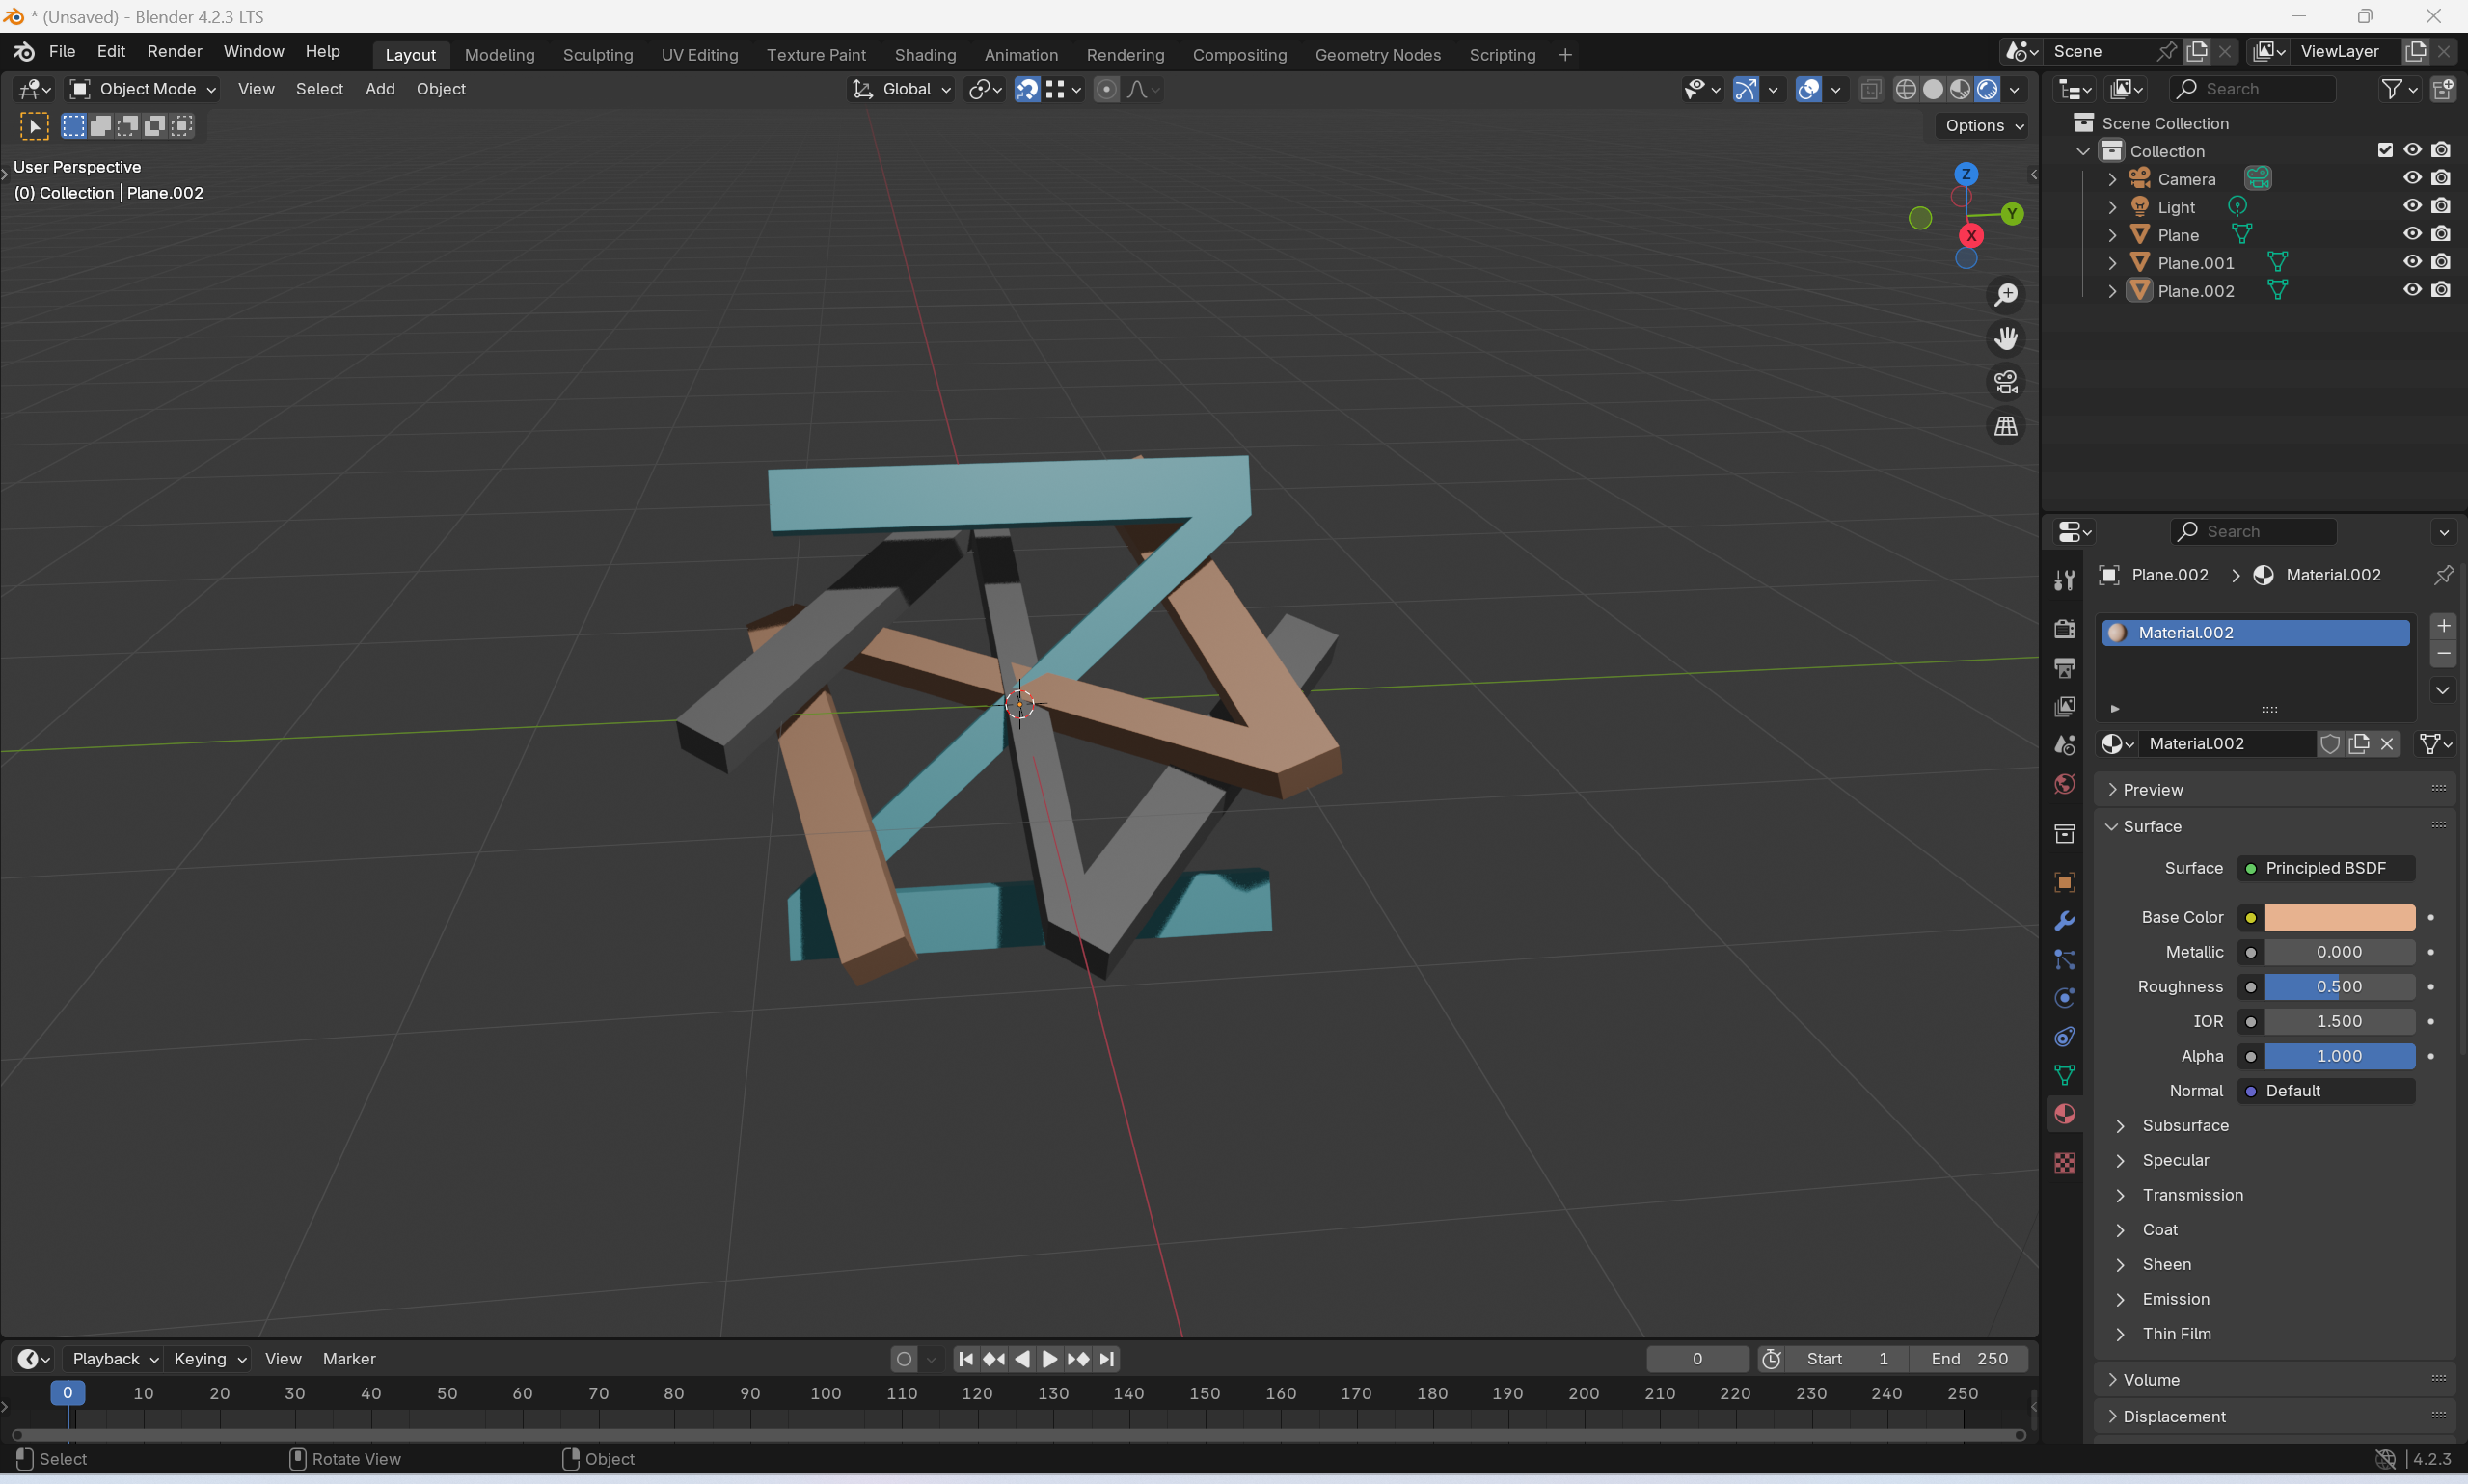 * (Unsaved) - Blender 4.2.3 LTS
File Edit Render Window Help Layout Modeling Sculpting UV Editing Texture Paint Shading Animation Rendering Compositing Geometry Nodes Scripting + Scene ViewLayer
Object Mode View Select Add Object Global Search
Options
User Perspective
(0) Collection | Plane.002
Z
Y
X
Scene Collection
Collection
Camera
Light
Plane
Plane.001
Plane.002
Search
Plane.002 > Material.002
Material.002
Material.002
Preview
Surface
Surface Principled BSDF
Base Color
Metallic 0.000
Roughness 0.500
IOR 1.500
Alpha 1.000
Normal Default
Subsurface
Specular
Transmission
Coat
Sheen
Emission
Thin Film
Volume
Displacement
Playback Keying View Marker 0 Start 1 End 250
0 10 20 30 40 50 60 70 80 90 100 110 120 130 140 150 160 170 180 190 200 210 220 230 240 250
Select Rotate View Object 4.2.3